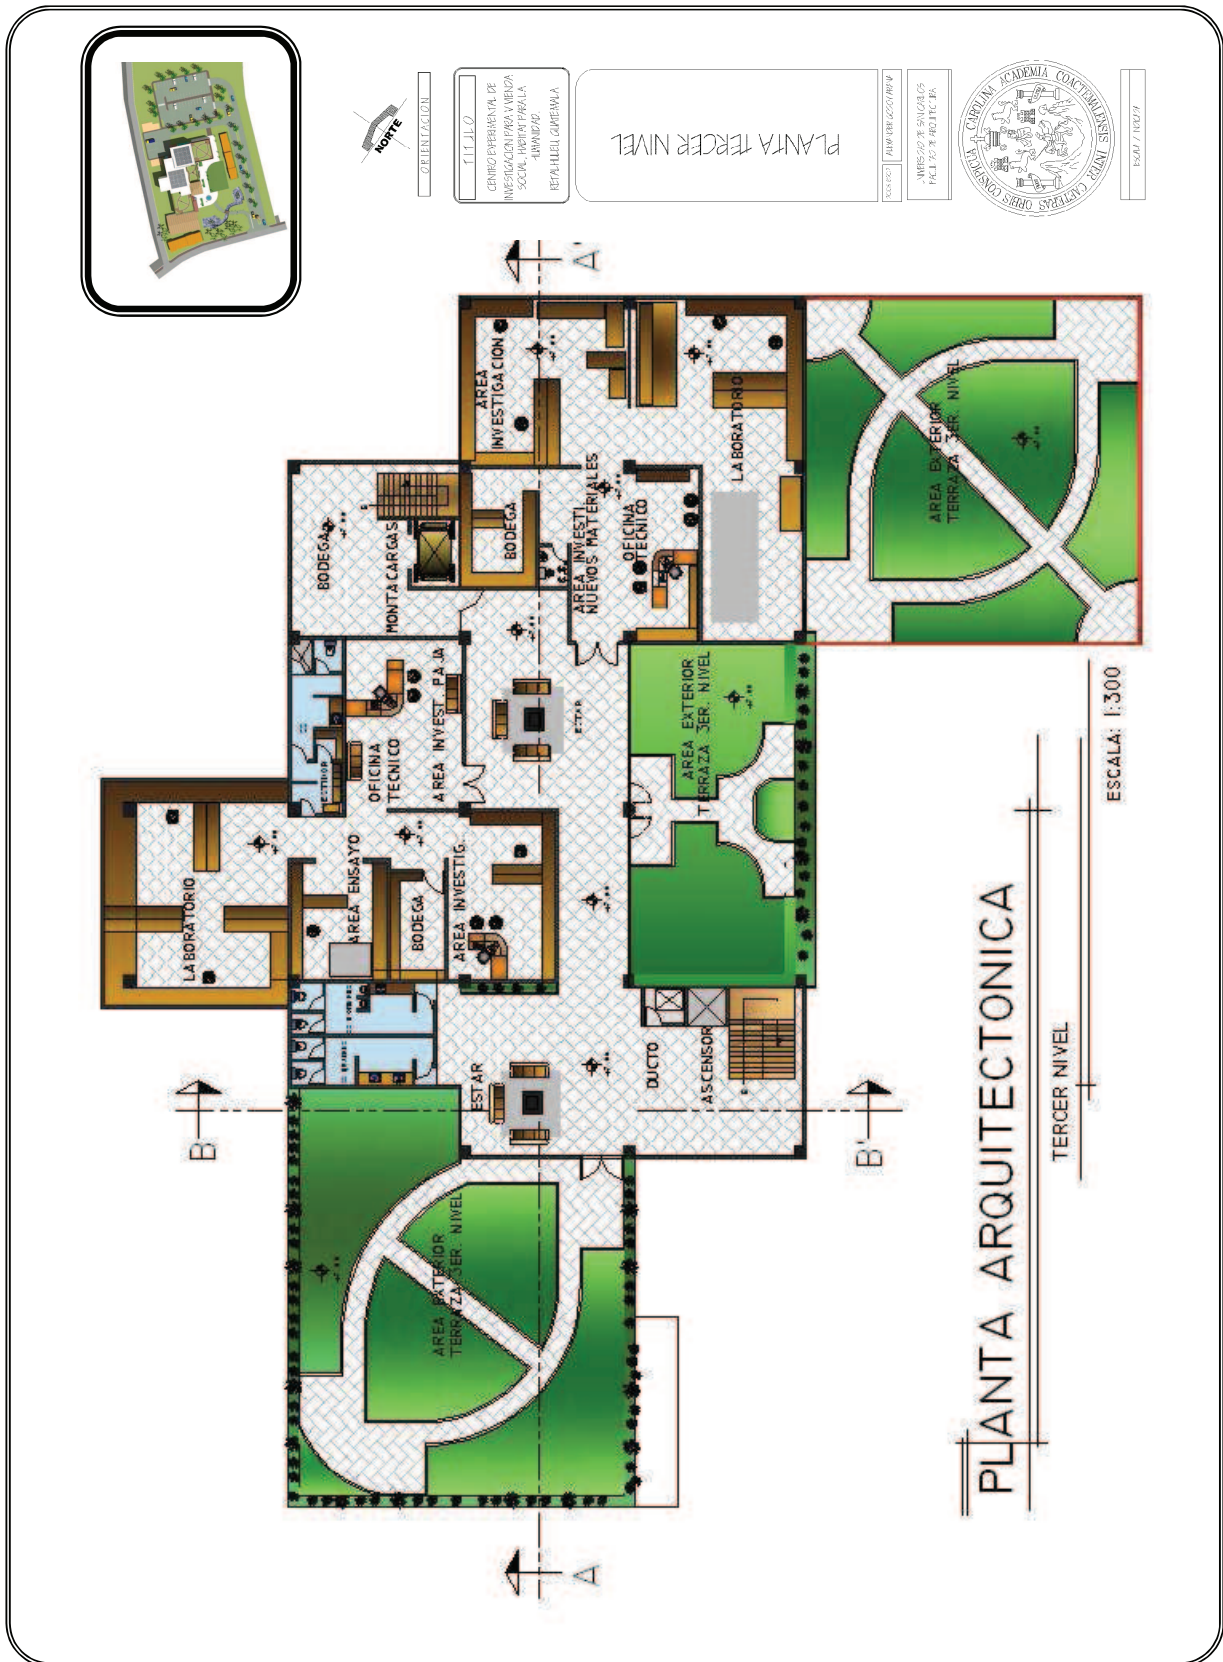 ORIENTACION
NORTE
TITULO
CENTRO EXPERIMENTAL DE
INVESTIGACION PARA VIVIENDA
SOCIAL, HABITAT PARA LA
HUMANIDAD
RETALHULEU, GUATEMALA
PLANTA TERCER NIVEL
UNIVERSIDAD DE SAN CARLOS
FACULTAD DE ARQUITECTURA
CAROLINA ACADEMIA COACTEMALENSIS INTER CAETERAS ORBIS CONSPICUA
A'
AREA
INVESTIGACION
LABORATORIO
AREA EXTERIOR
TERRAZA 3ER. NIVEL
BODEGA
MONTACARGAS
BODEGA
AREA INVESTI.
NUEVOS MATERIALES
OFICINA
TECNICO
OFICINA
TECNICO
AREA INVEST. PAJA
ESTAR
AREA EXTERIOR
TERRAZA 3ER. NIVEL
LABORATORIO
AREA ENSAYO
BODEGA
AREA INVESTIG.
ESTAR
DUCTO
ASCENSOR
B
B'
AREA EXTERIOR
TERRAZA 3ER. NIVEL
A
PLANTA ARQUITECTONICA
TERCER NIVEL
ESCALA: 1:300